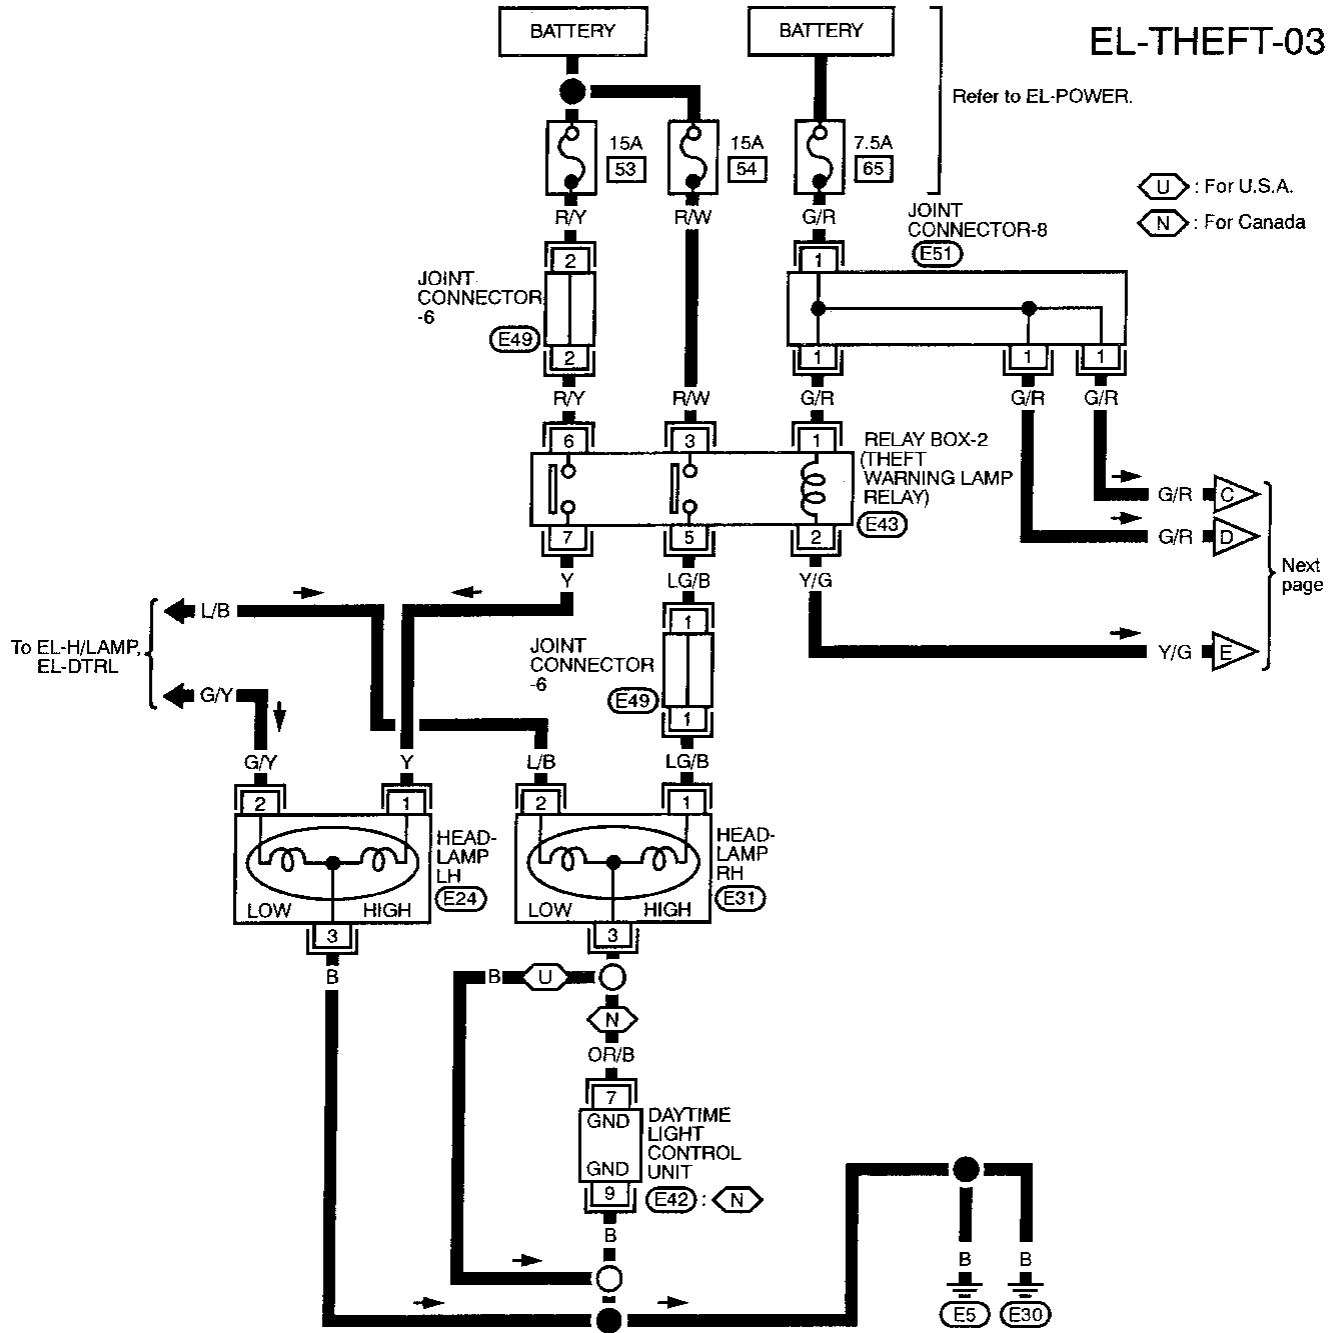 EL-THEFT-03
BATTERY
BATTERY
Refer to EL-POWER.
15A
53
15A
54
7.5A
65
U : For U.S.A.
N : For Canada
R/Y
R/W
G/R
JOINT
CONNECTOR-8
E51
2
1
JOINT
CONNECTOR
-6
E49
2
1
1
1
R/Y
R/W
G/R
G/R
G/R
6
3
1
RELAY BOX-2
(THEFT
WARNING LAMP
RELAY)
E43
G/R
C
G/R
D
7
5
2
Next
page
Y
LG/B
Y/G
L/B
To EL-H/LAMP,
EL-DTRL
G/Y
1
JOINT
CONNECTOR
-6
E49
1
Y/G
E
G/Y
Y
L/B
LG/B
2
1
2
1
HEAD-
LAMP
LH
E24
HEAD-
LAMP
RH
E31
LOW
HIGH
LOW
HIGH
3
3
B
B
U
N
OR/B
7
GND
GND
DAYTIME
LIGHT
CONTROL
UNIT
9
E42 : N
B
B
B
E5
E30